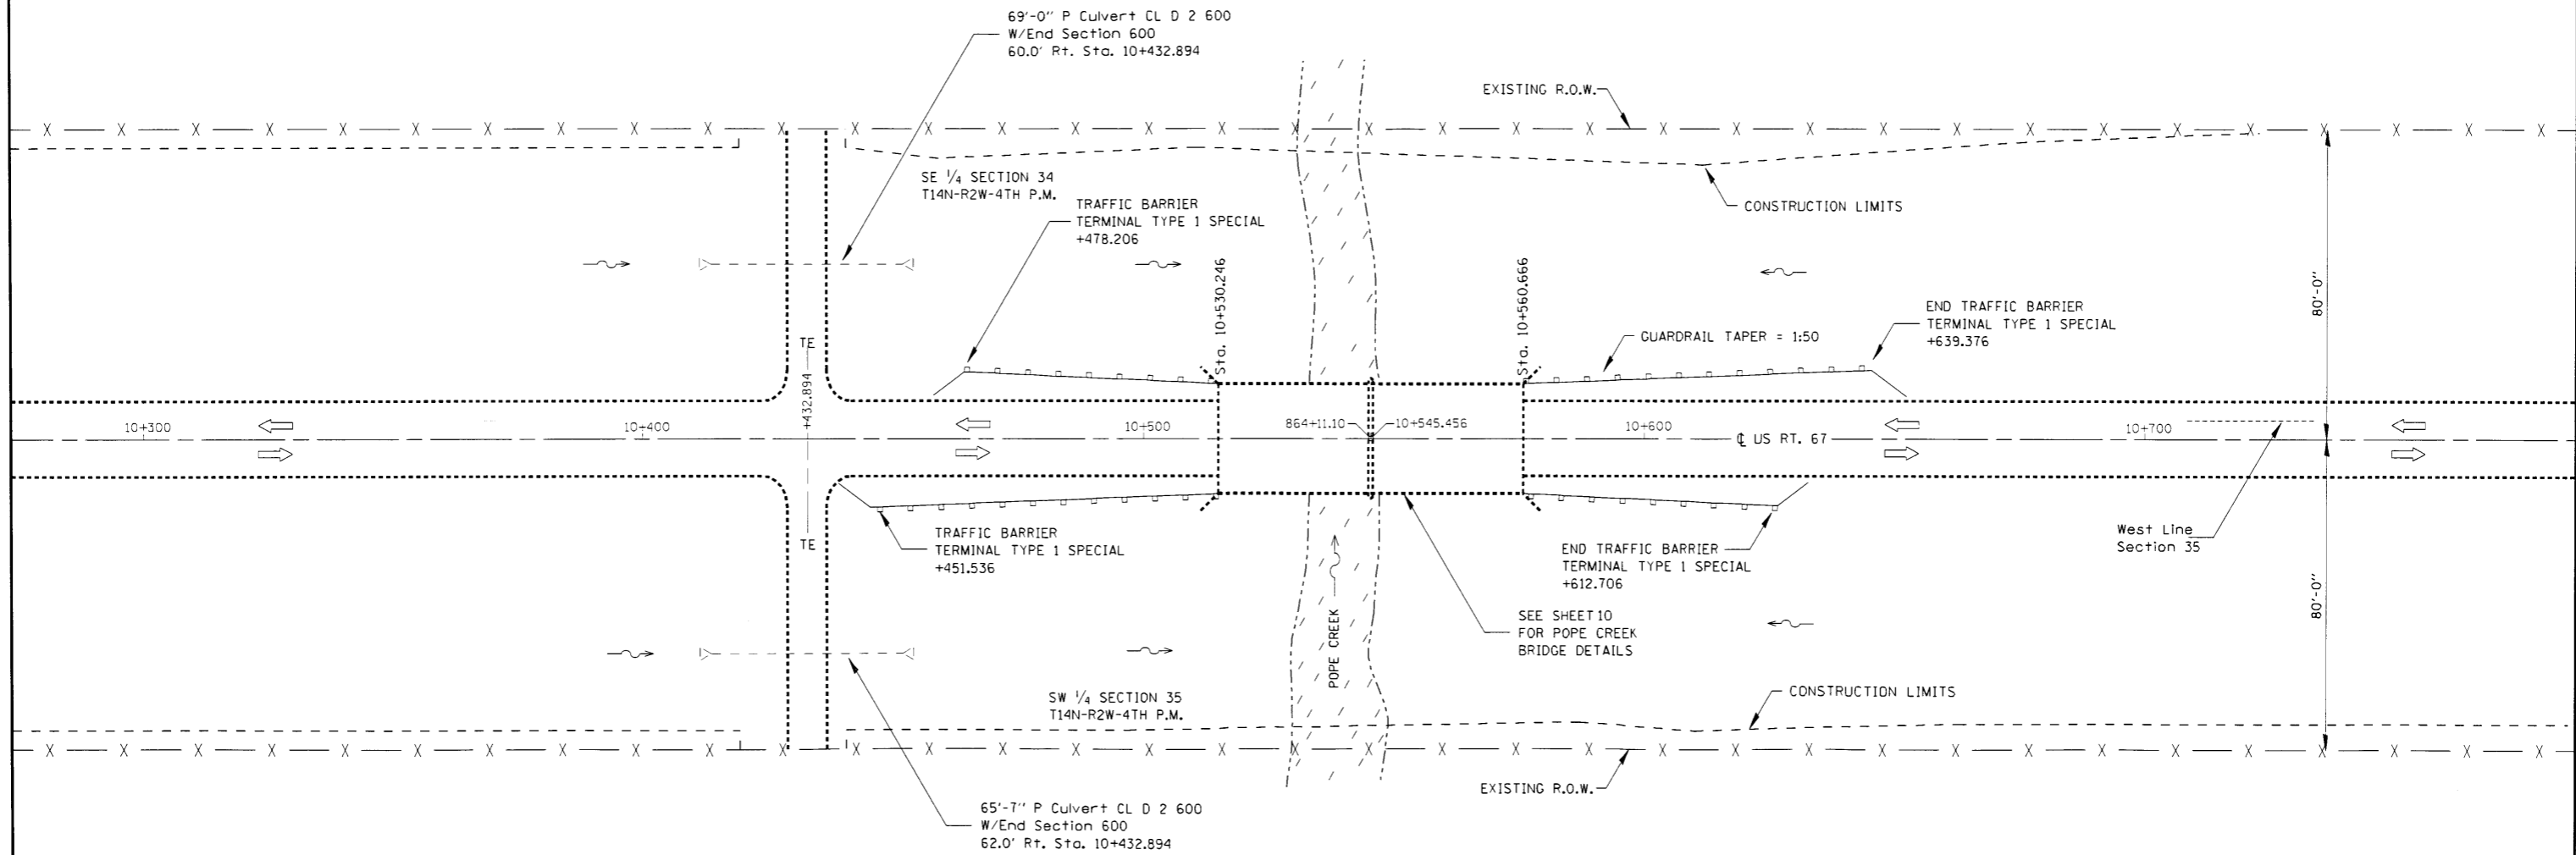 69'-0" P Culvert CL D 2 600
W/End Section 600
60.0' Rt. Sta. 10+432.894
EXISTING R.O.W.
SE 1/4 SECTION 34
T14N-R2W-4TH P.M.
TRAFFIC BARRIER
TERMINAL TYPE 1 SPECIAL
+478.206
CONSTRUCTION LIMITS
Sta. 10+530.246
Sta. 10+560.666
80'-0"
END TRAFFIC BARRIER
TERMINAL TYPE 1 SPECIAL
+639.376
GUARDRAIL TAPER = 1:50
TE
+432.894
10+300
10+400
10+500
864+11.10
10+545.456
10+600
℄ US RT. 67
10+700
TE
TRAFFIC BARRIER
TERMINAL TYPE 1 SPECIAL
+451.536
END TRAFFIC BARRIER
TERMINAL TYPE 1 SPECIAL
+612.706
West Line
Section 35
80'-0"
POPE CREEK
SEE SHEET 10
FOR POPE CREEK
BRIDGE DETAILS
SW 1/4 SECTION 35
T14N-R2W-4TH P.M.
CONSTRUCTION LIMITS
EXISTING R.O.W.
65'-7" P Culvert CL D 2 600
W/End Section 600
62.0' Rt. Sta. 10+432.894